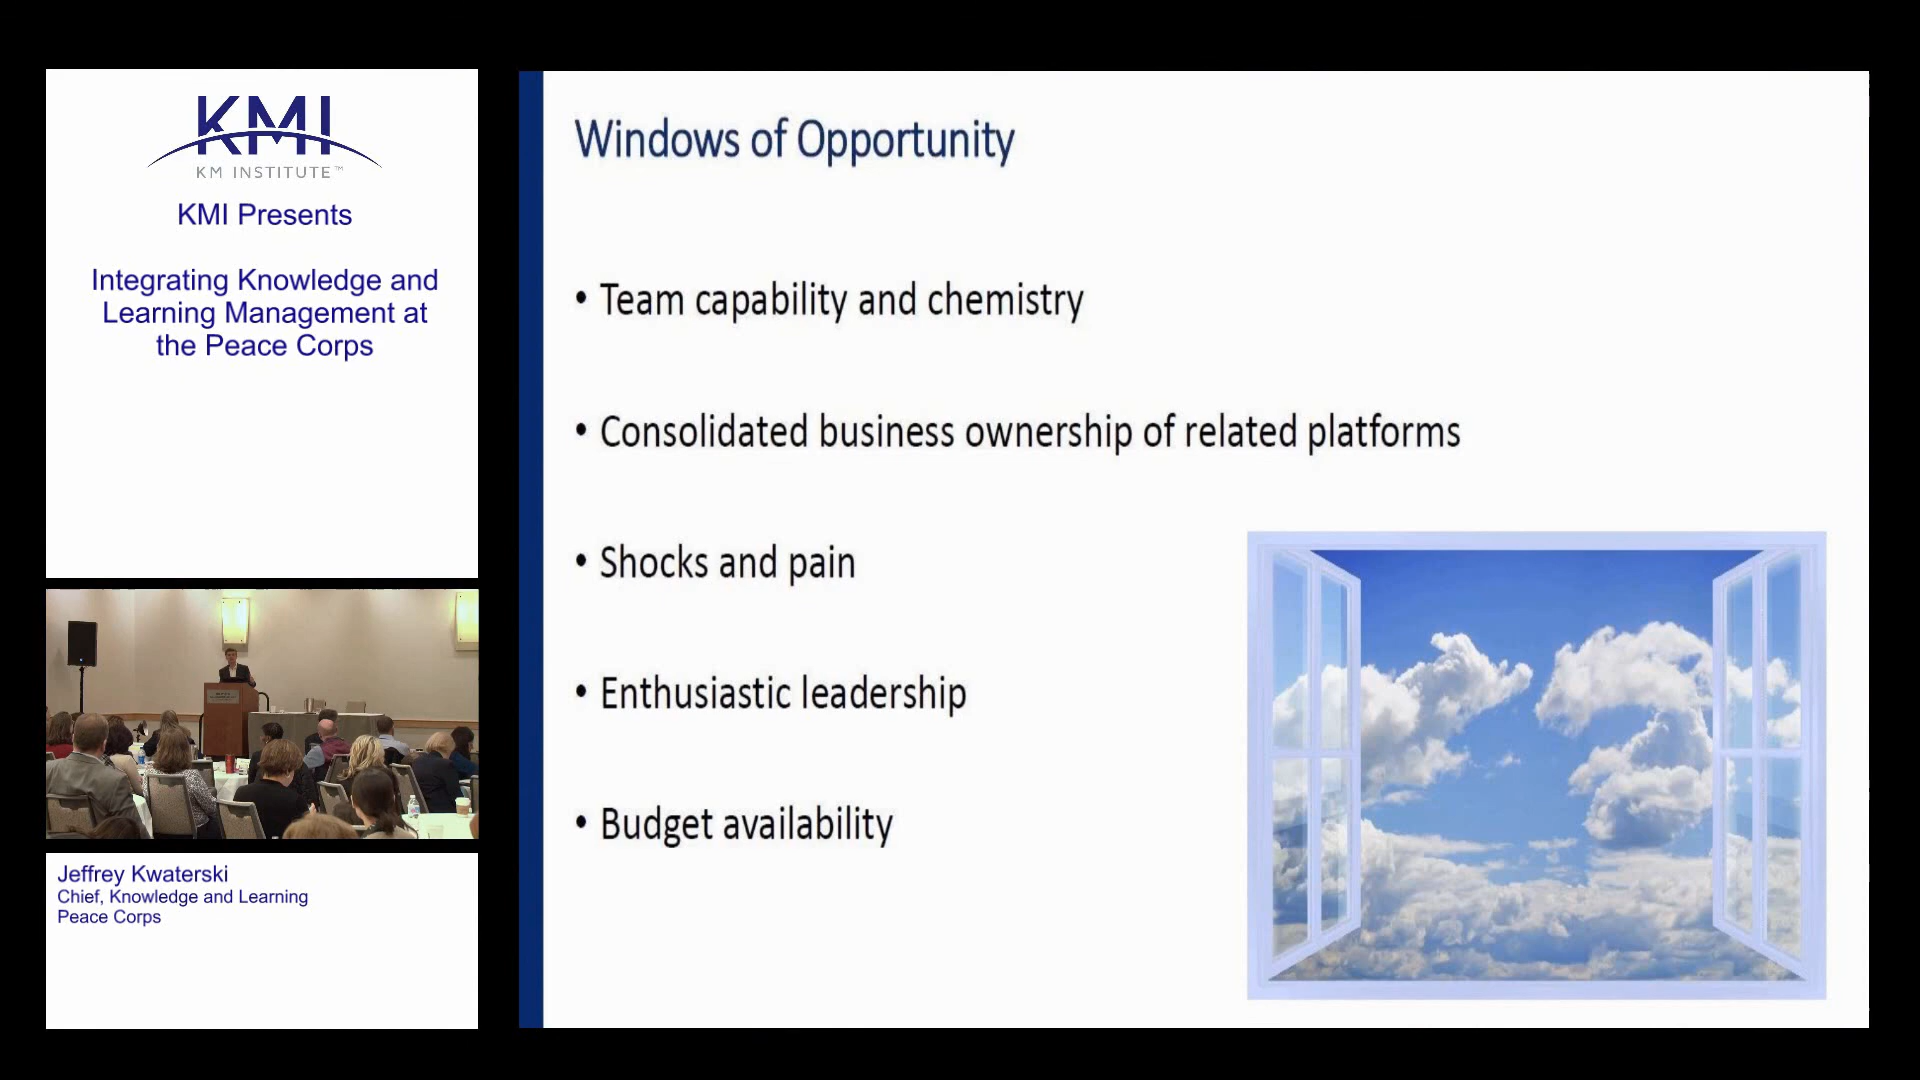 KMI
KM INSTITUTE™
KMI Presents
Integrating Knowledge and
Learning Management at
the Peace Corps
Jeffrey Kwaterski
Chief, Knowledge and Learning
Peace Corps
Windows of Opportunity
• Team capability and chemistry
• Consolidated business ownership of related platforms
• Shocks and pain
• Enthusiastic leadership
• Budget availability